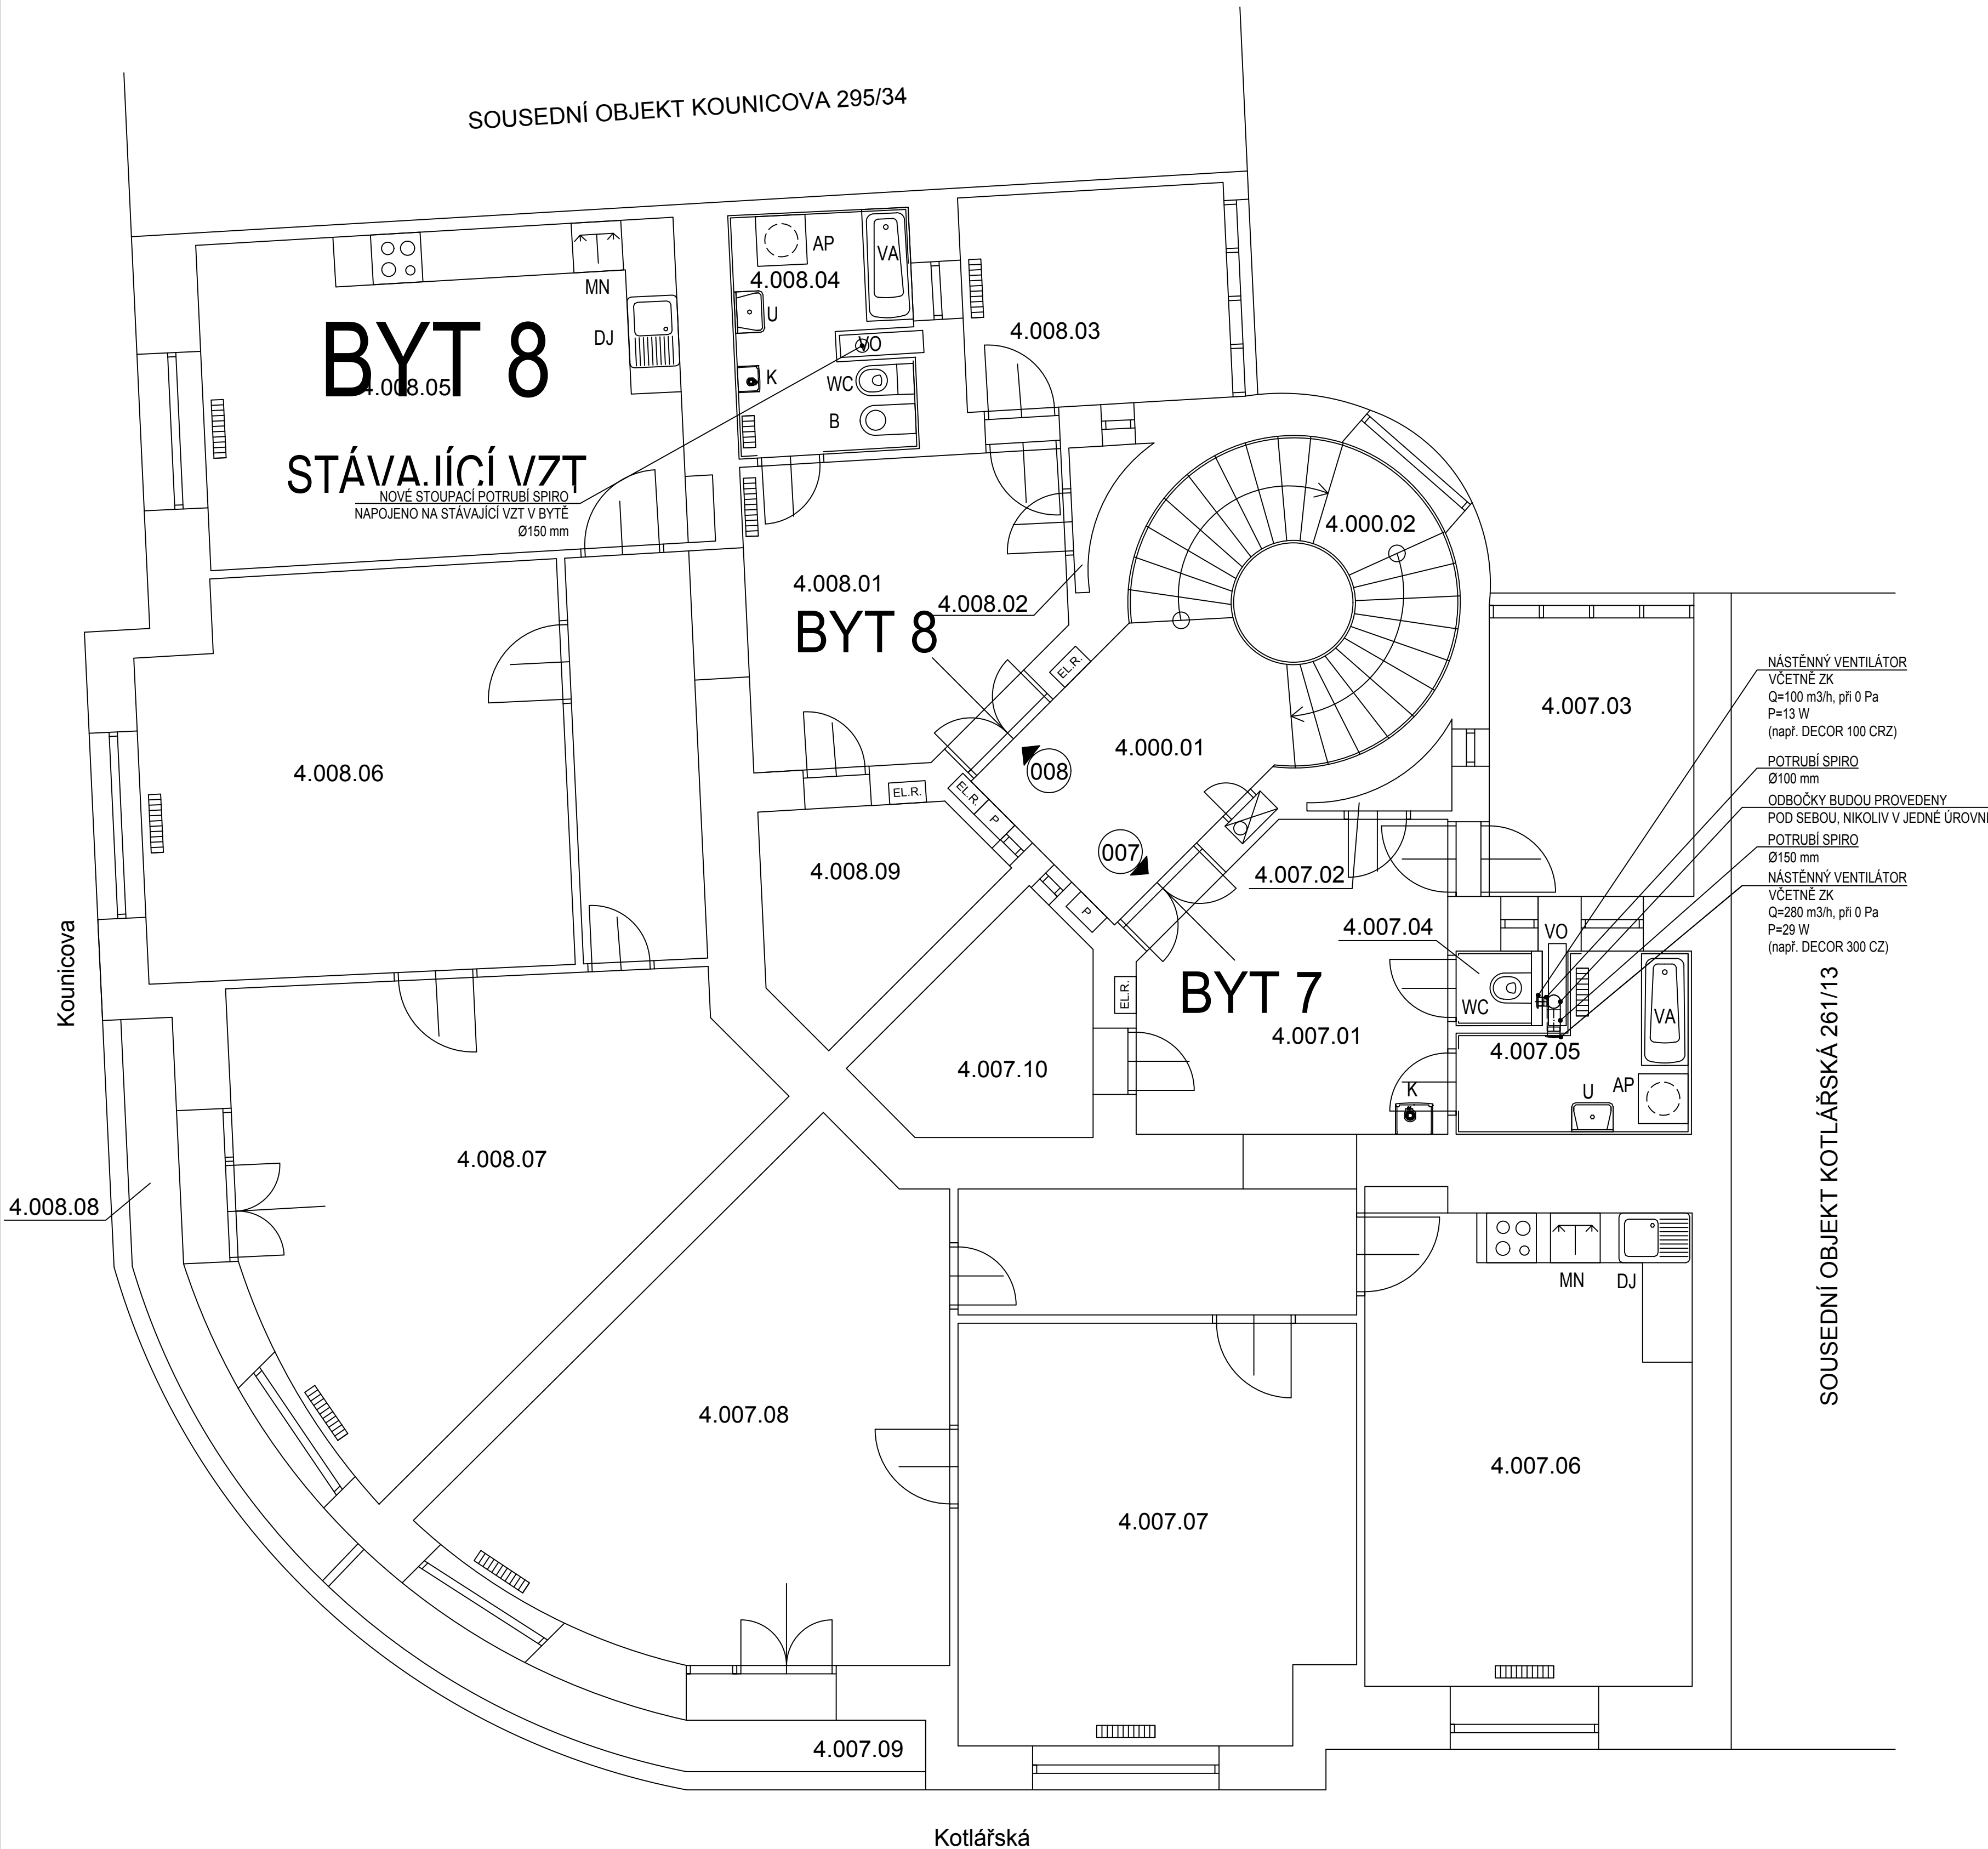 SOUSEDNÍ OBJEKT KOUNICOVA 295/34
AP
VA
4.008.04
MN
U
DJ
4.008.03
BYT 8
VO
K
WC
4.008.05
B
STÁVAJÍCÍ VZT
NOVÉ STOUPACÍ POTRUBÍ SPIRO
NAPOJENO NA STÁVAJÍCÍ VZT V BYTĚ
Ø150 mm
4.000.02
4.008.01
4.008.02
BYT 8
EL.R.
4.007.03
NÁSTĚNNÝ VENTILÁTOR
VČETNĚ ZK
Q=100 m3/h, při 0 Pa
P=13 W
(např. DECOR 100 CRZ)
POTRUBÍ SPIRO
Ø100 mm
ODBOČKY BUDOU PROVEDENY
POD SEBOU, NIKOLIV V JEDNÉ ÚROVNI
POTRUBÍ SPIRO
Ø150 mm
NÁSTĚNNÝ VENTILÁTOR
VČETNĚ ZK
Q=280 m3/h, při 0 Pa
P=29 W
(např. DECOR 300 CZ)
4.000.01
4.008.06
008
EL.R.
EL.R.
P
007
4.008.09
4.007.02
P
4.007.04
VO
Kounicova
EL.R.
BYT 7
WC
VA
4.007.01
4.007.05
4.007.10
K
U
AP
SOUSEDNÍ OBJEKT KOTLÁŘSKÁ 261/13
4.008.07
4.008.08
MN
DJ
4.007.08
4.007.06
4.007.07
4.007.09
Kotlářská